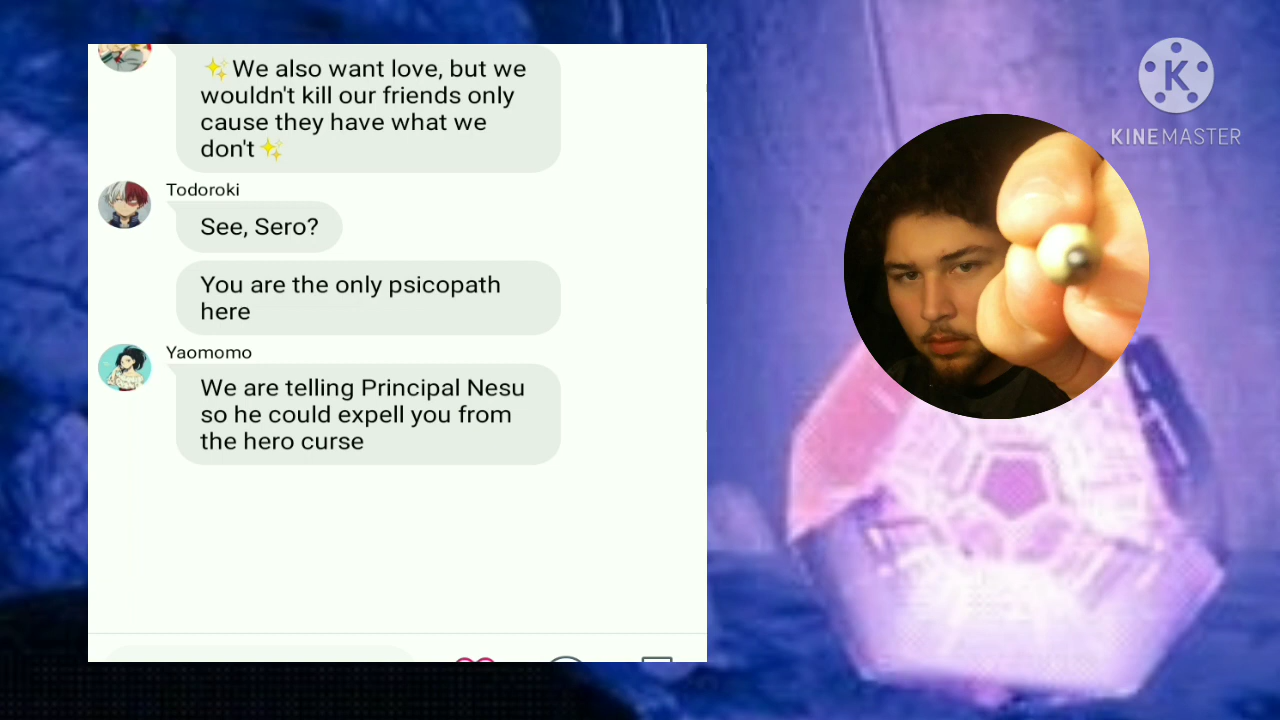 ✨We also want love, but we
wouldn't kill our friends only
cause they have what we
don't✨
Todoroki
See, Sero?
You are the only psicopath
here
Yaomomo
We are telling Principal Nesu
so he could expell you from
the hero curse
K
KINEMASTER